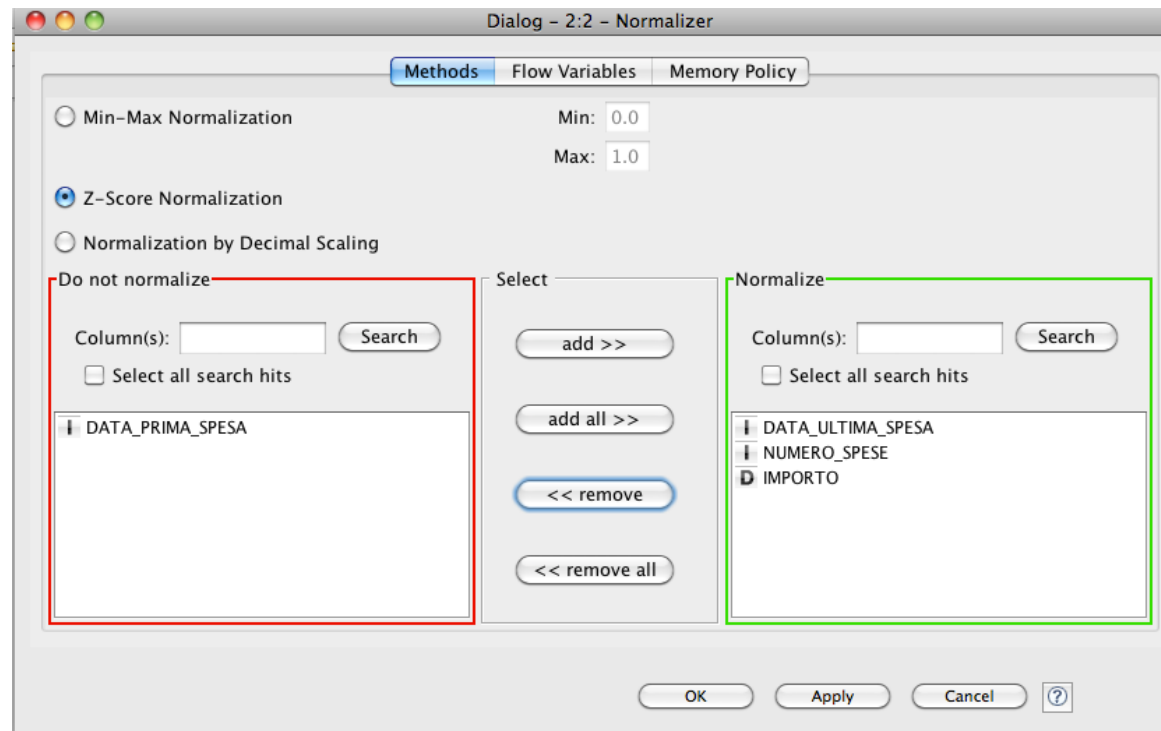 Dialog - 2:2 - Normalizer
Methods Flow Variables Memory Policy
Min-Max Normalization Min: 0.0
Max: 1.0
Z-Score Normalization
Normalization by Decimal Scaling
Do not normalize Select Normalize
Column(s): Search add >> Column(s): Search
Select all search hits Select all search hits
DATA_PRIMA_SPESA add all >> I DATA_ULTIMA_SPESA
NUMERO_SPESE
<< remove D IMPORTO
<< remove all
OK Apply Cancel ?